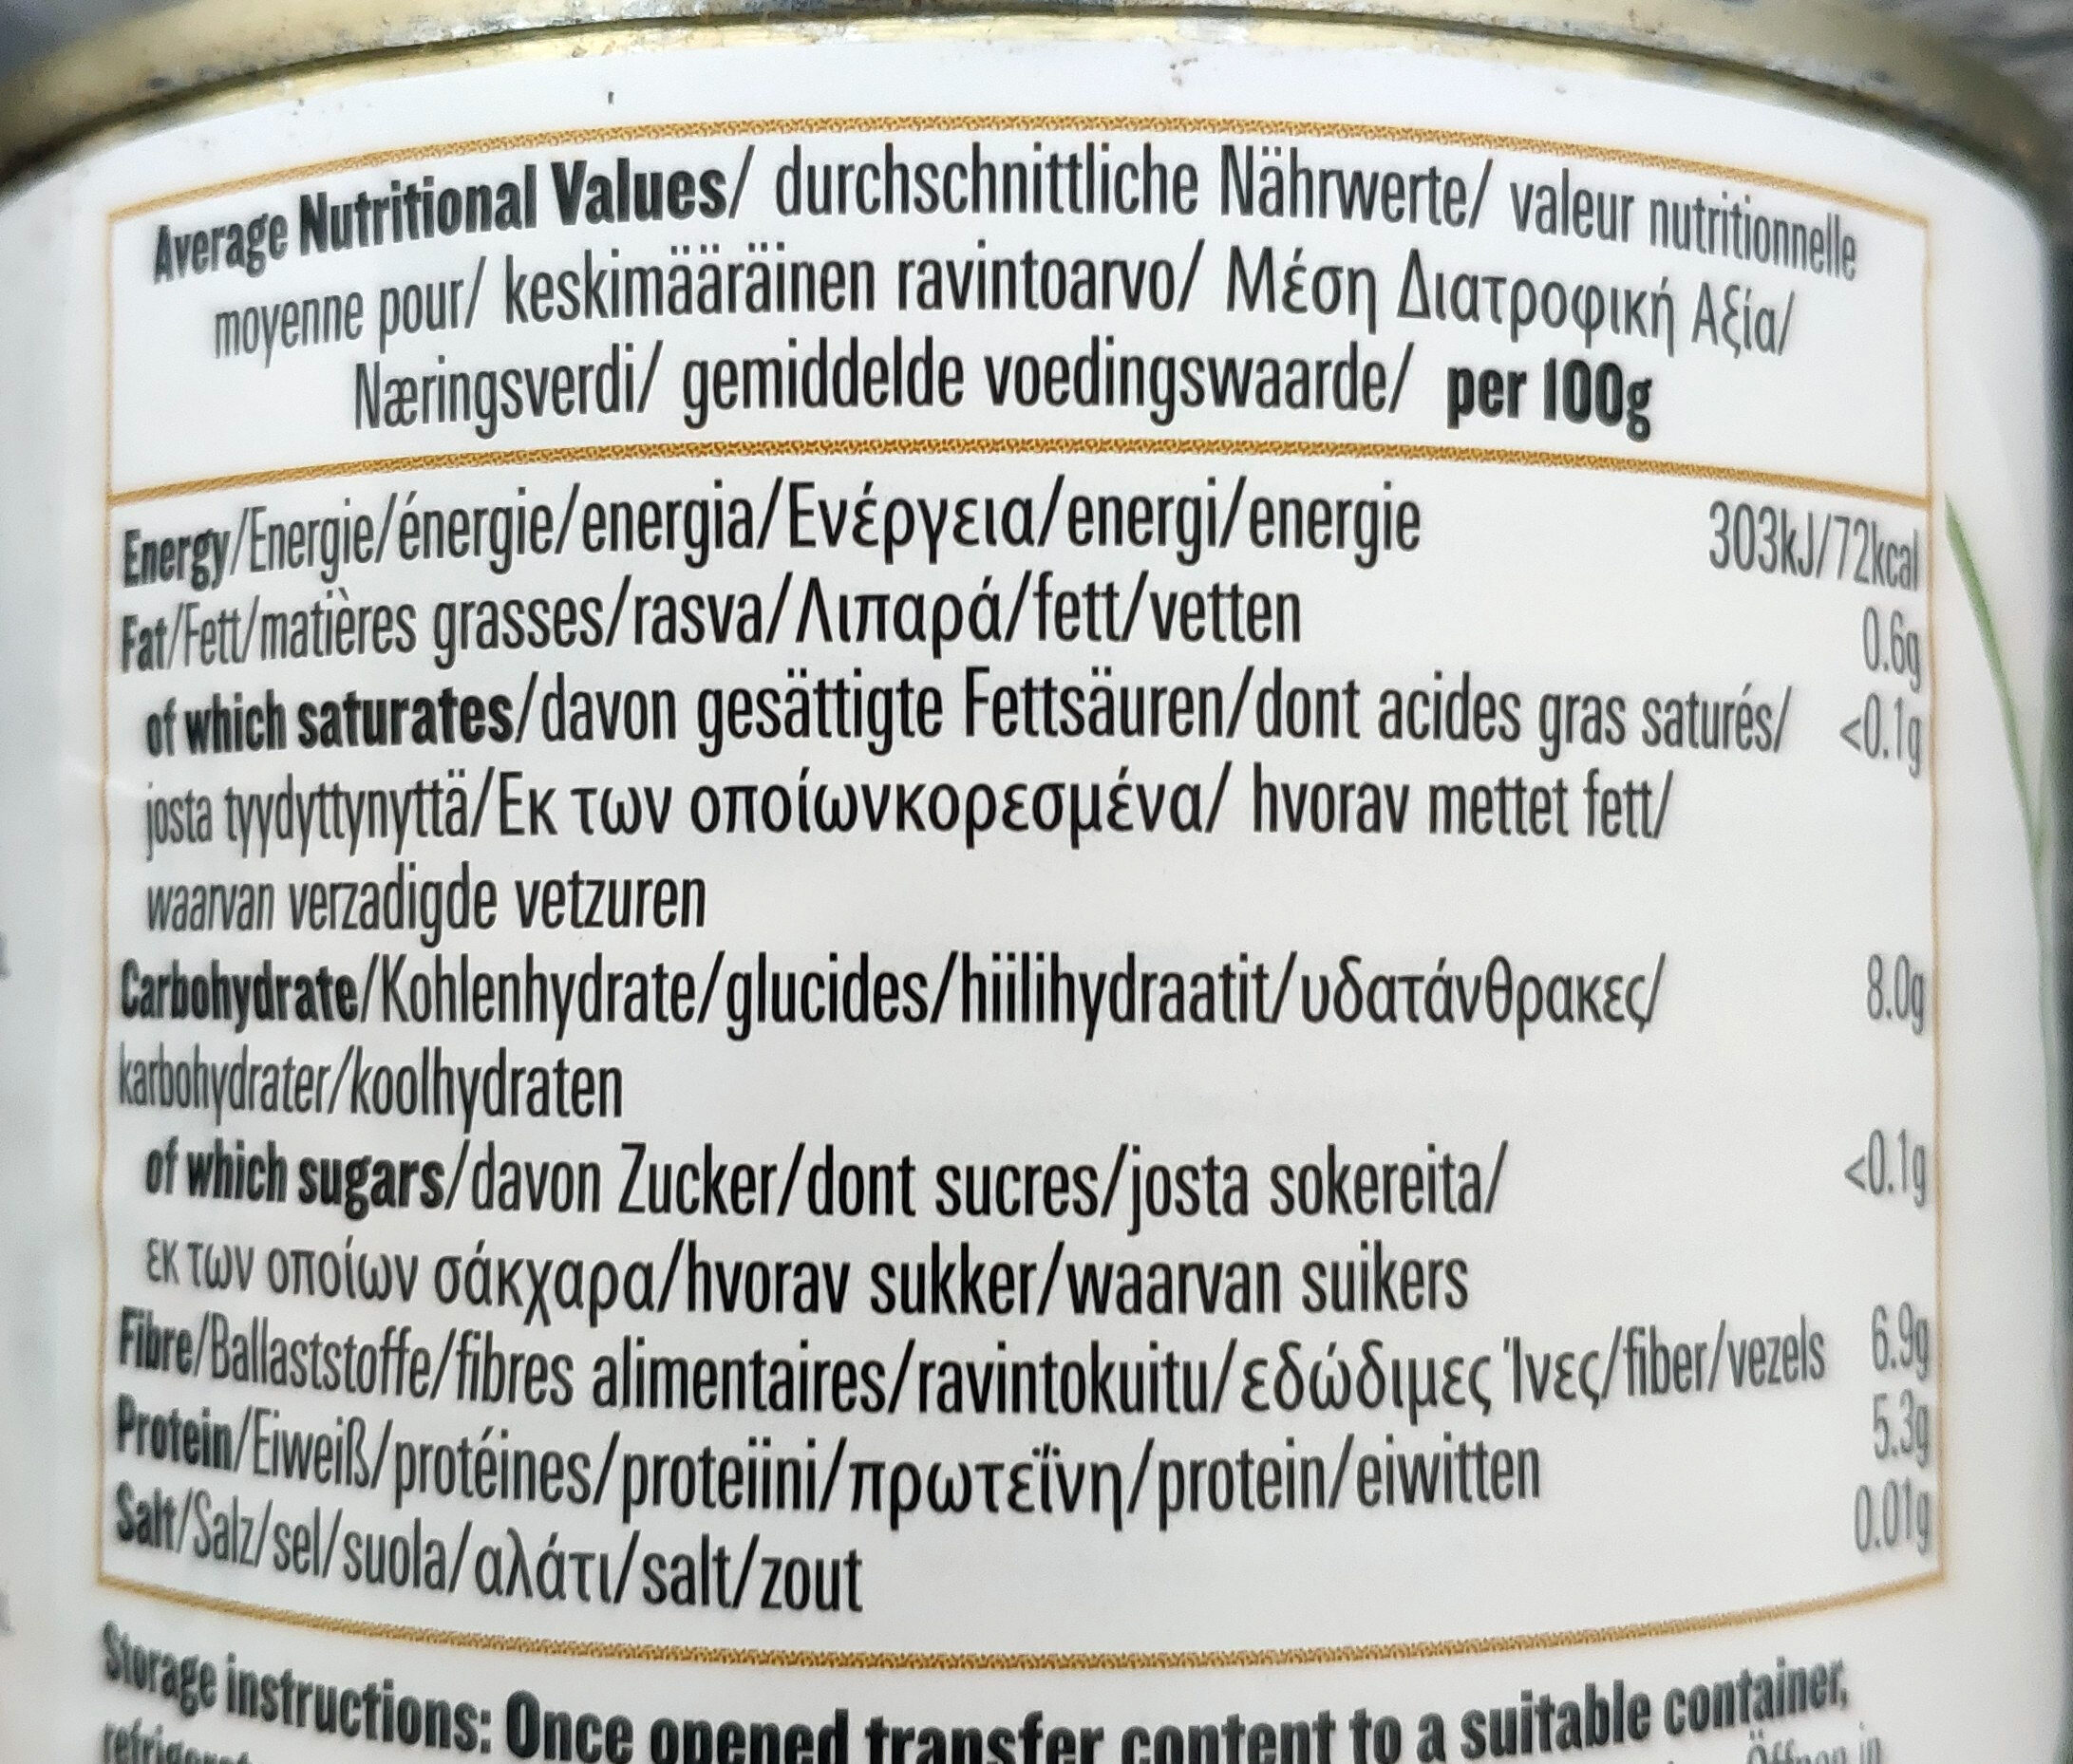 Average Nutritional Values/ durchschnittliche Nährwerte/ valeur nutritionnelle
moyenne pour/ keskimääräinen ravintoarvo/ Μέση Διατροφική Αξία/
Næringsverdi/ gemiddelde voedingswaarde/ per 100g
Energy/Energie/énergie/energia/Ενέργεια/energi/energie 303kJ/72kcal
Fat/Fett/matières grasses/rasva/Λιπαρά/fett/vetten 0.6g
of which saturates/davon gesättigte Fettsäuren/dont acides gras saturés/ <0.1g
josta tyydyttynyttä/Εκ των οποίωνκορεσμένα/ hvorav mettet fett/
waarvan verzadigde vetzuren
Carbohydrate/Kohlenhydrate/glucides/hiilihydraatit/υδατάνθρακες/ 8.0g
karbohydrater/koolhydraten
of which sugars/davon Zucker/dont sucres/josta sokereita/ <0.1g
εκ των οποίων σάκχαρα/hvorav sukker/waarvan suikers
Fibre/Ballaststoffe/fibres alimentaires/ravintokuitu/εδώδιμες Ίνες/fiber/vezels 6.9g
Protein/Eiweiß/protéines/proteiini/πρωτεΐνη/protein/eiwitten 5.3g
Salt/Salz/sel/suola/αλάτι/salt/zout 0.01g
Storage instructions: Once opened transfer content to a suitable container,